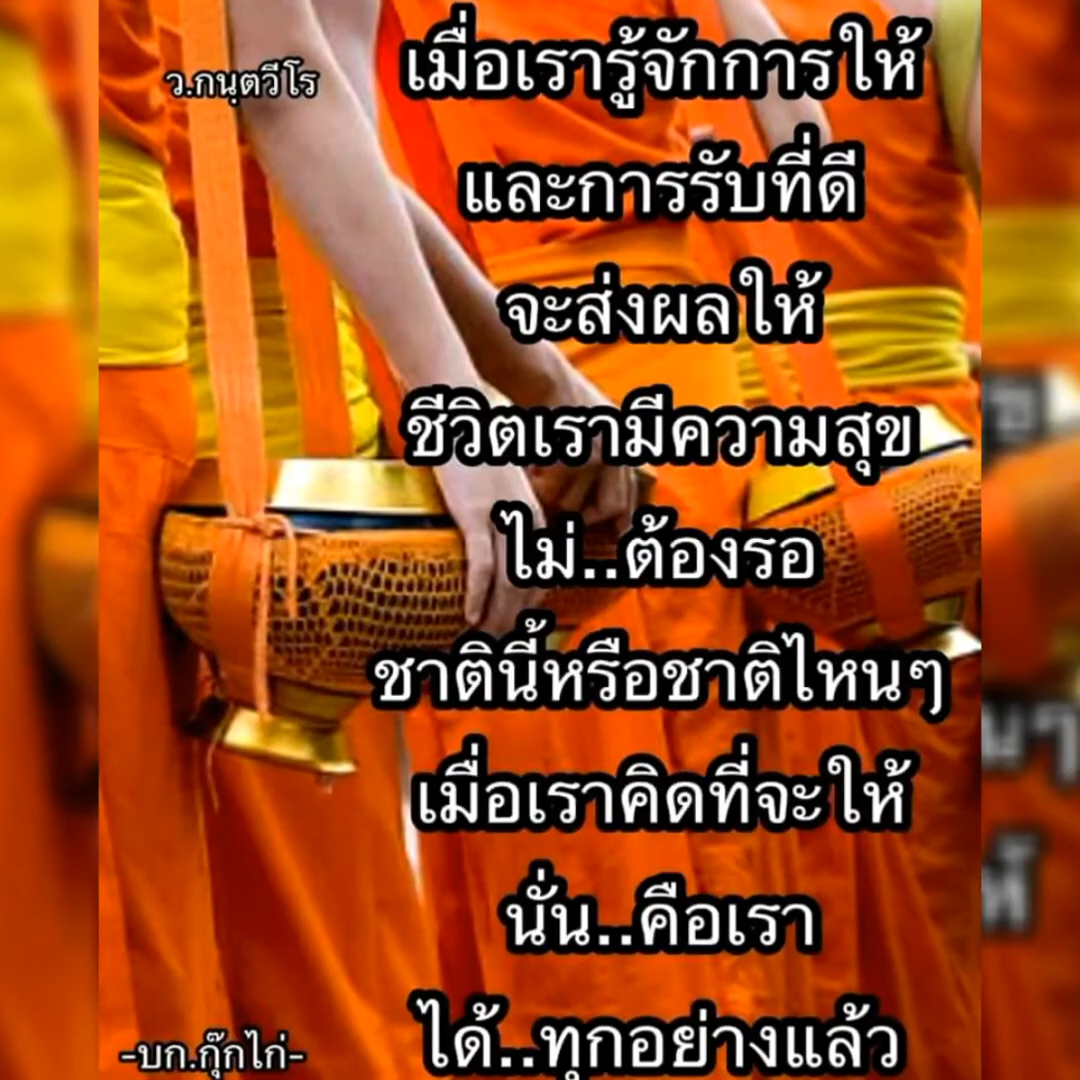 ว.กนฺตวีโร
เมื่อเรารู้จักการให้
และการรับที่ดี
จะส่งผลให้
ชีวิตเรามีความสุข
ไม่..ต้องรอ
ชาตินี้หรือชาติไหนๆ
เมื่อเราคิดที่จะให้
นั่น..คือเรา
ได้..ทุกอย่างแล้ว
-บก.กุ๊กไก่-